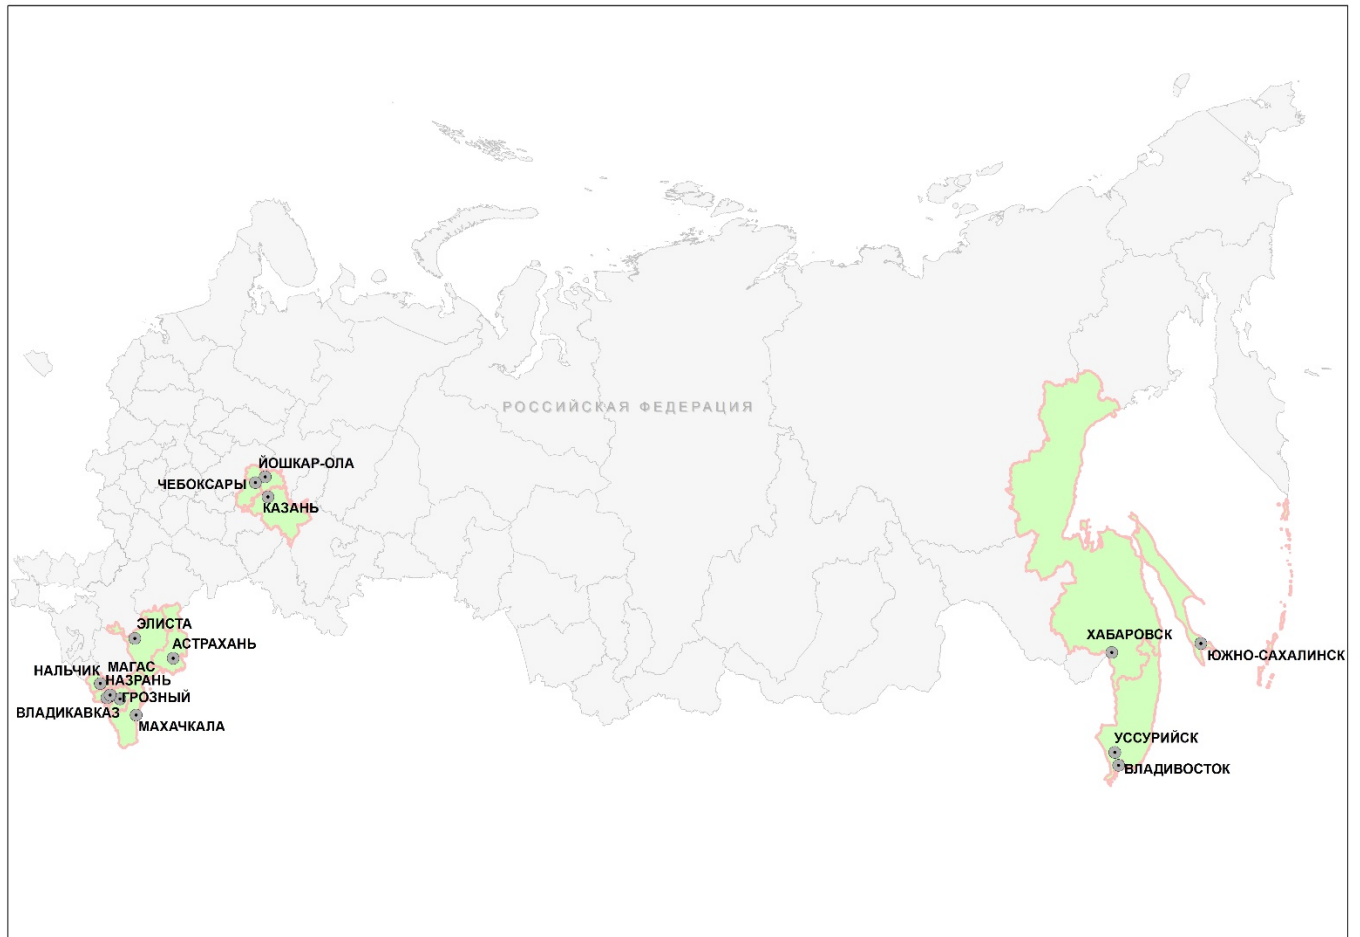 РОССИЙСКАЯ ФЕДЕРАЦИЯ
ЙОШКАР-ОЛА
ЧЕБОКСАРЫ
КАЗАНЬ
ЭЛИСТА
АСТРАХАНЬ
НАЛЬЧИК
МАГАС
НАЗРАНЬ
ГРОЗНЫЙ
ВЛАДИКАВКАЗ
МАХАЧКАЛА
ХАБАРОВСК
ЮЖНО-САХАЛИНСК
УССУРИЙСК
ВЛАДИВОСТОК